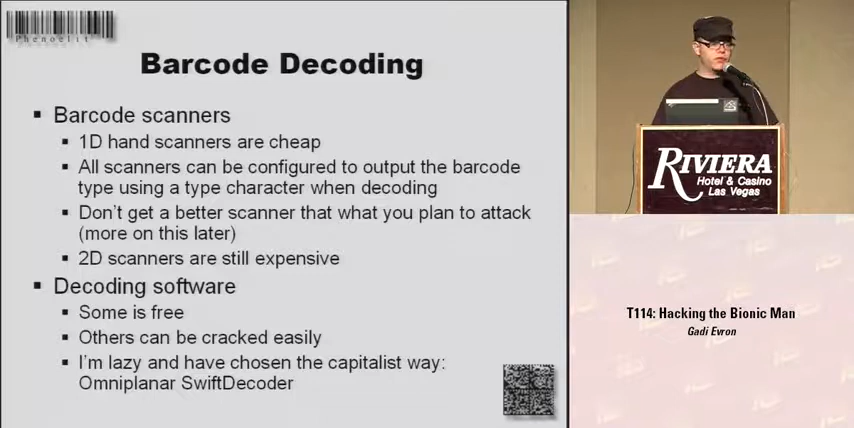 Phenoelit
Barcode Decoding
Barcode scanners
1D hand scanners are cheap
All scanners can be configured to output the barcode
type using a type character when decoding
Don't get a better scanner that what you plan to attack
(more on this later)
2D scanners are still expensive
Decoding software
Some is free
Others can be cracked easily
I'm lazy and have chosen the capitalist way:
Omniplanar SwiftDecoder
RIVIERA
Hotel & Casino
Las Vegas
T114: Hacking the Bionic Man
Gadi Evron